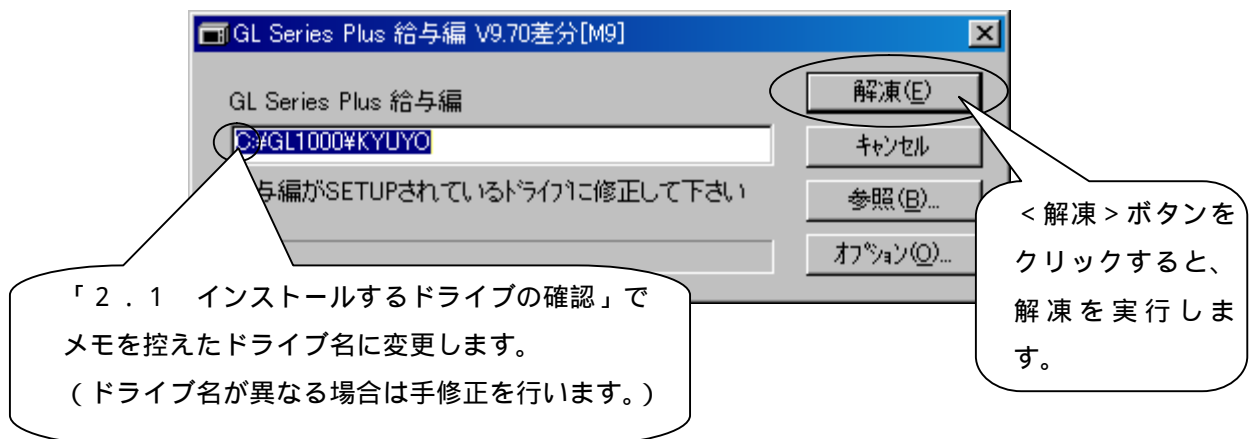 GL Series Plus 給与編 V9.70差分[M9]
GL Series Plus 給与編
解凍(E)
C:¥GL1000¥KYUYO
キャンセル
与編がSETUPされているドライブに修正して下さい
参照(B)...
オプション(O)...
「２．１　インストールするドライブの確認」で
メモを控えたドライブ名に変更します。
（ドライブ名が異なる場合は手修正を行います。）
＜解凍＞ボタンを
クリックすると、
解凍を実行しま
す。